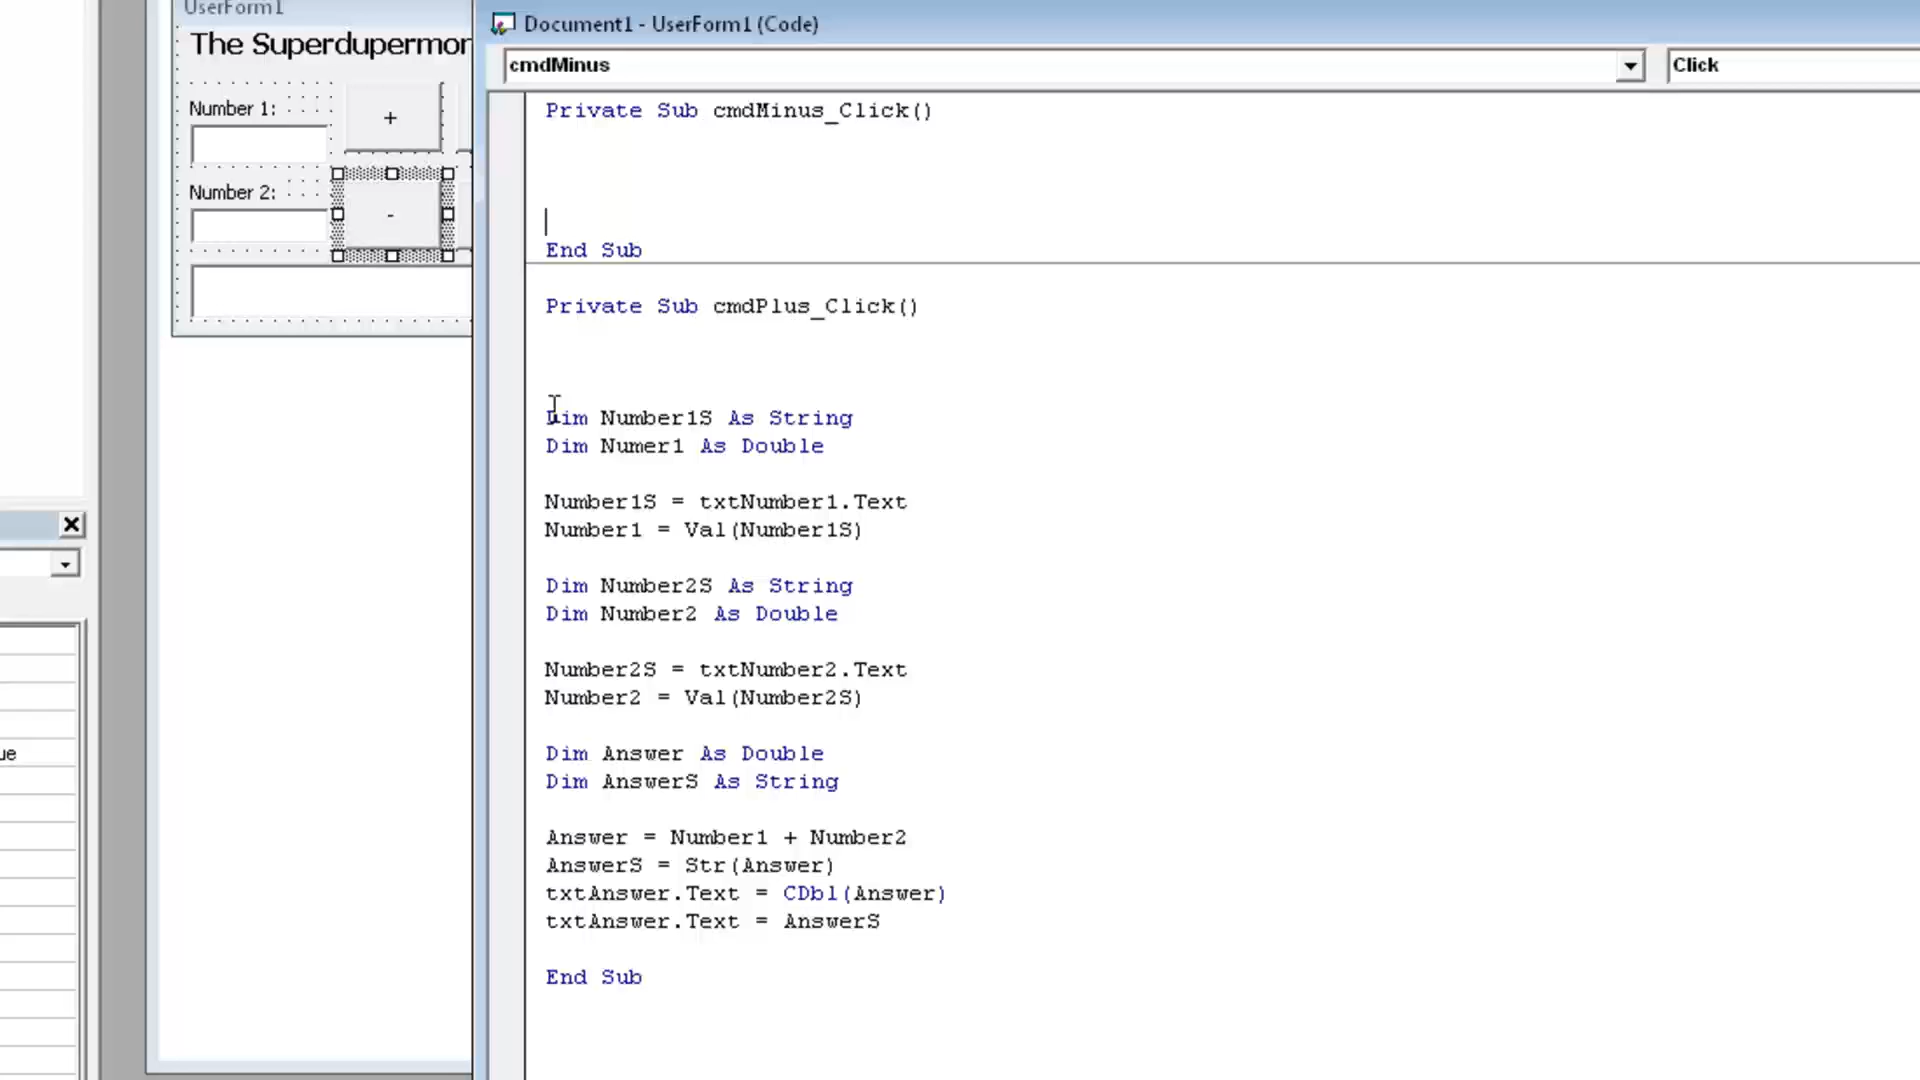 UserForm1
The Superdupermor
Number 1:
+
Number 2:
-
ue
Document1 - UserForm1 (Code)
cmdMinus
Click
Private Sub cmdMinus_Click()
End Sub
Private Sub cmdPlus_Click()
Dim Number1S As String
Dim Numer1 As Double
Number1S = txtNumber1.Text
Number1 = Val(Number1S)
Dim Number2S As String
Dim Number2 As Double
Number2S = txtNumber2.Text
Number2 = Val(Number2S)
Dim Answer As Double
Dim AnswerS As String
Answer = Number1 + Number2
AnswerS = Str(Answer)
txtAnswer.Text = CDbl(Answer)
txtAnswer.Text = AnswerS
End Sub